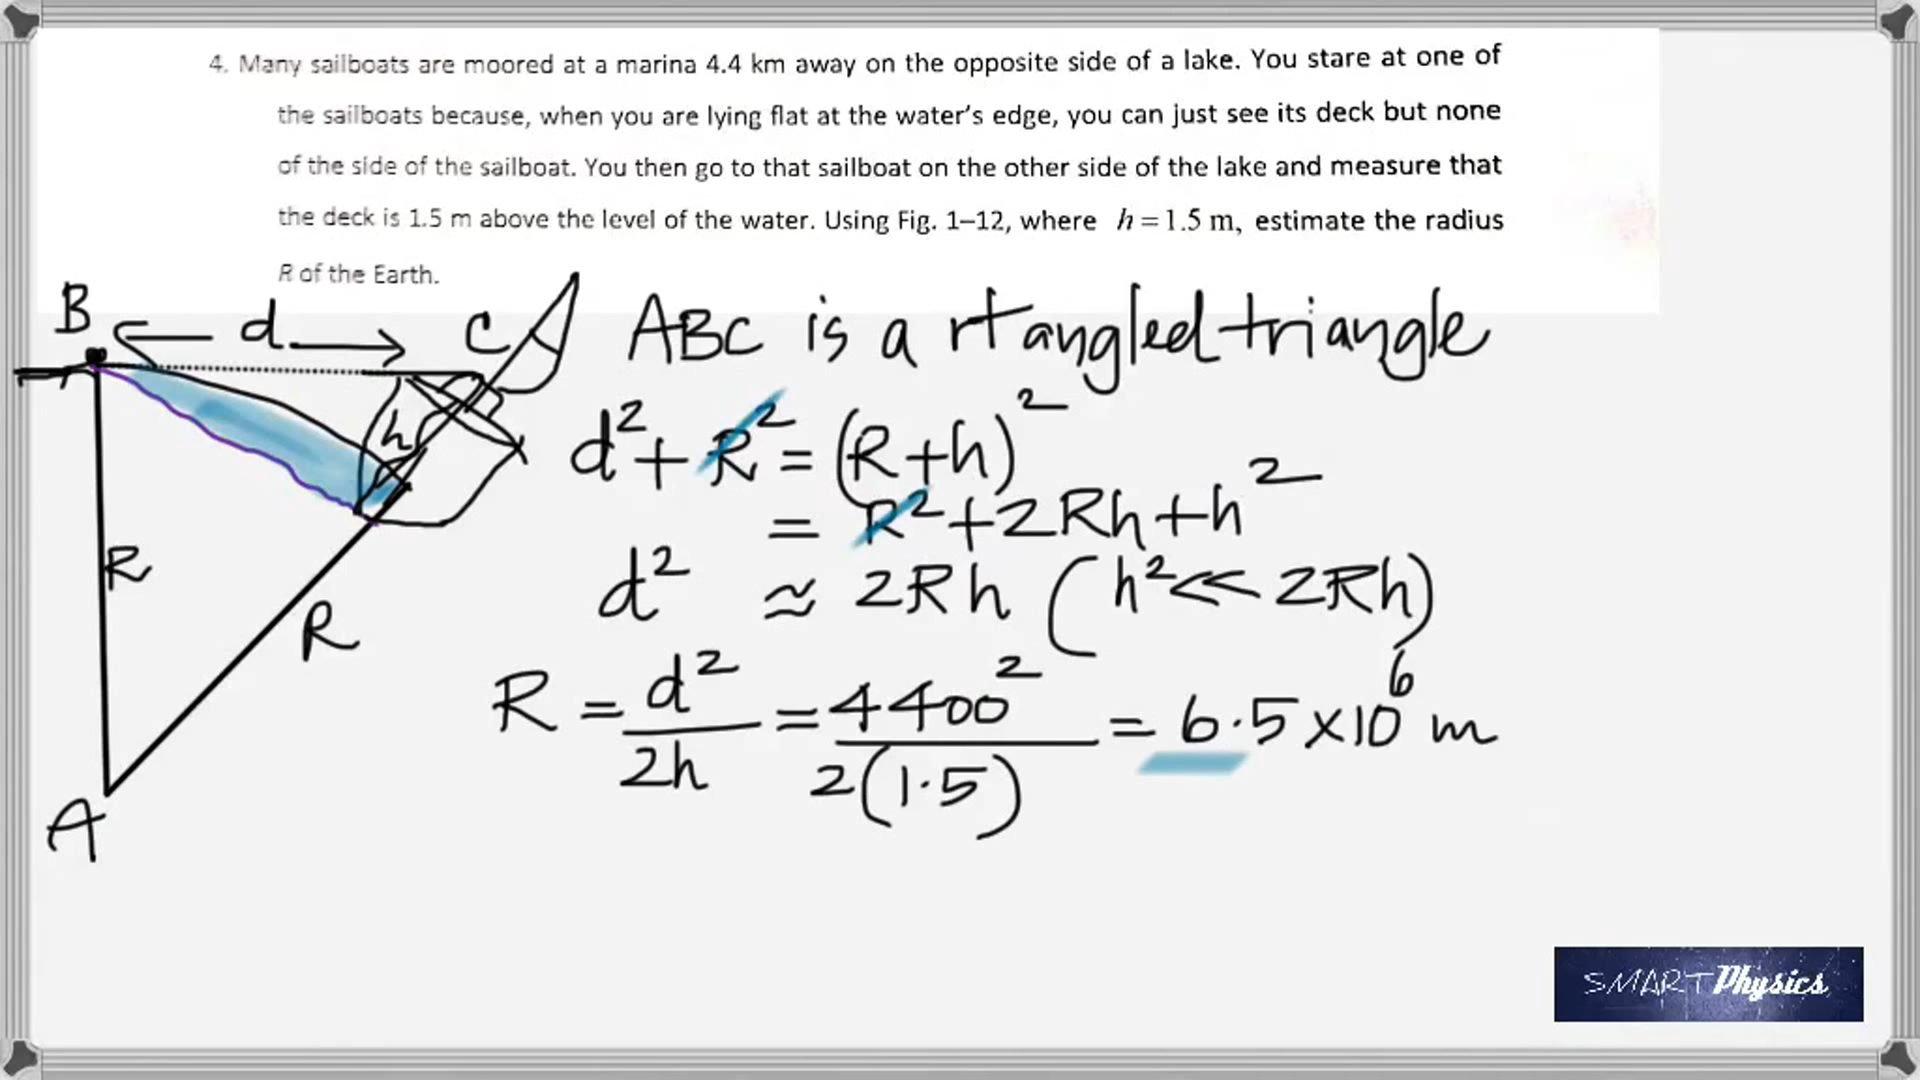 4. Many sailboats are moored at a marina 4.4 km away on the opposite side of a lake. You stare at one of
the sailboats because, when you are lying flat at the water's edge, you can just see its deck but none
of the side of the sailboat. You then go to that sailboat on the other side of the lake and measure that
the deck is 1.5 m above the level of the water. Using Fig. 1–12, where h = 1.5 m, estimate the radius
R of the Earth.
B
d
C
h
R
R
A
ABC is a rt angled triangle
d² + R² = (R+h)²
= R² + 2Rh + h²
d² ≈ 2Rh (h² << 2Rh)
R = d²/2h = 4400²/2(1.5) = 6.5 x 10⁶ m
SMART Physics